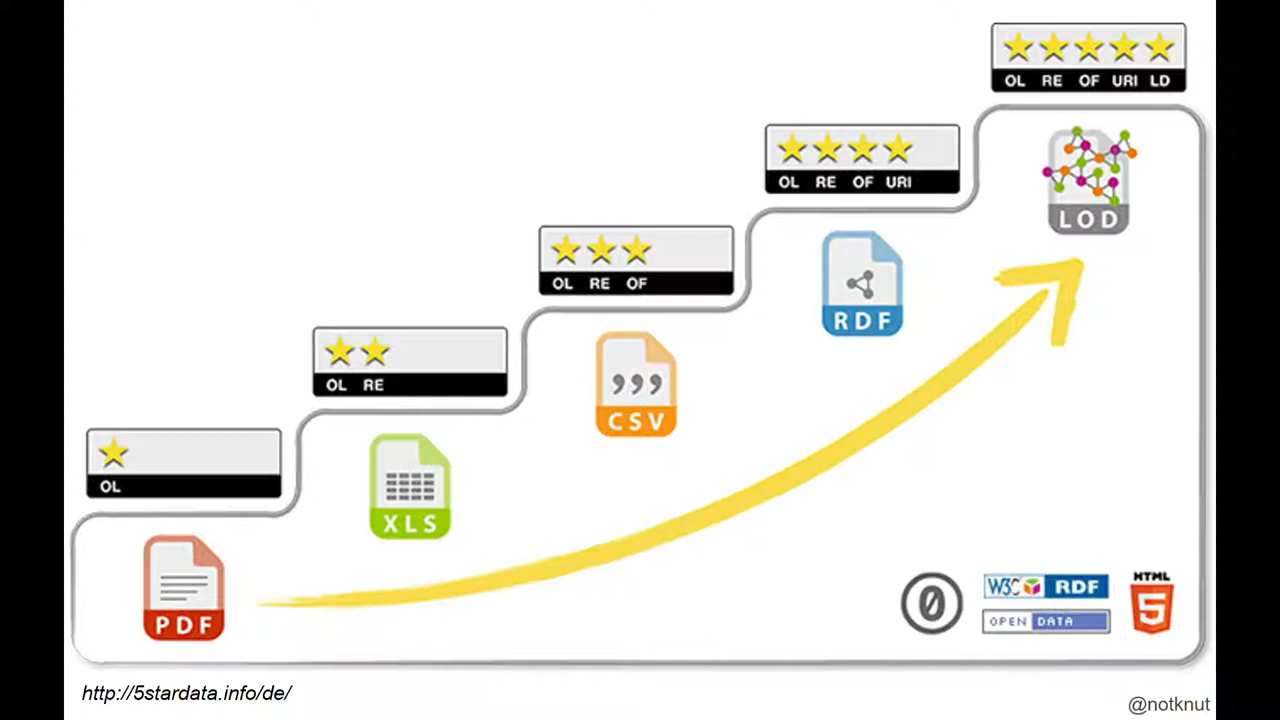 OL RE OF URI LD
LOD
OL RE OF URI
RDF
OL RE OF
,,,
CSV
OL RE
XLS
OL
PDF
0
W3C RDF
OPEN DATA
HTML
5
http://5stardata.info/de/
@notknut